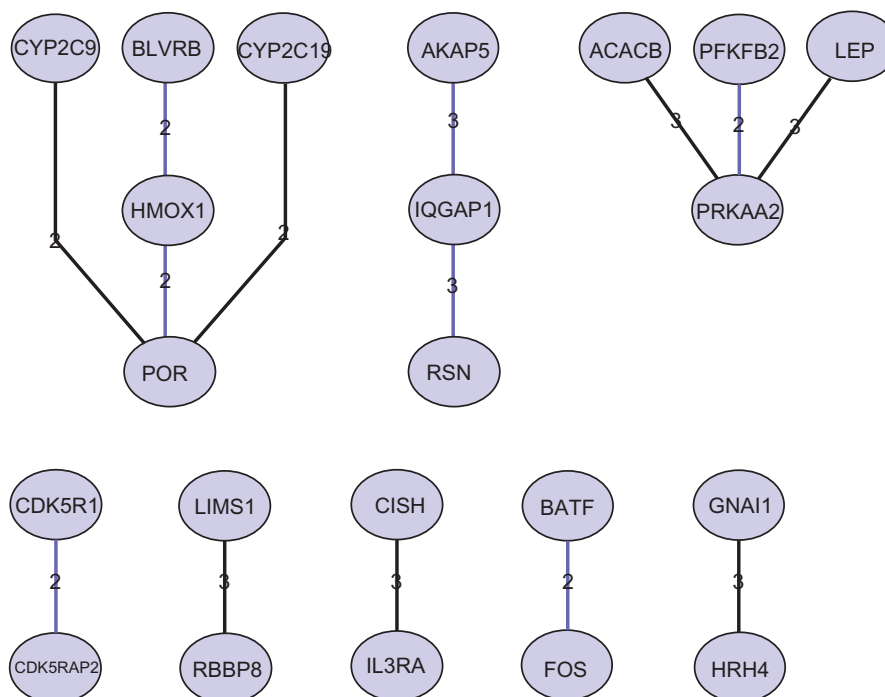 CYP2C9 BLVRB CYP2C19 AKAP5 ACACB PFKFB2 LEP
2 3 3 2 3
HMOX1 IQGAP1 PRKAA2
2 2
2 3
POR RSN
CDK5R1 LIMS1 CISH BATF GNAI1
2 3 3 2 3
CDK5RAP2 RBBP8 IL3RA FOS HRH4